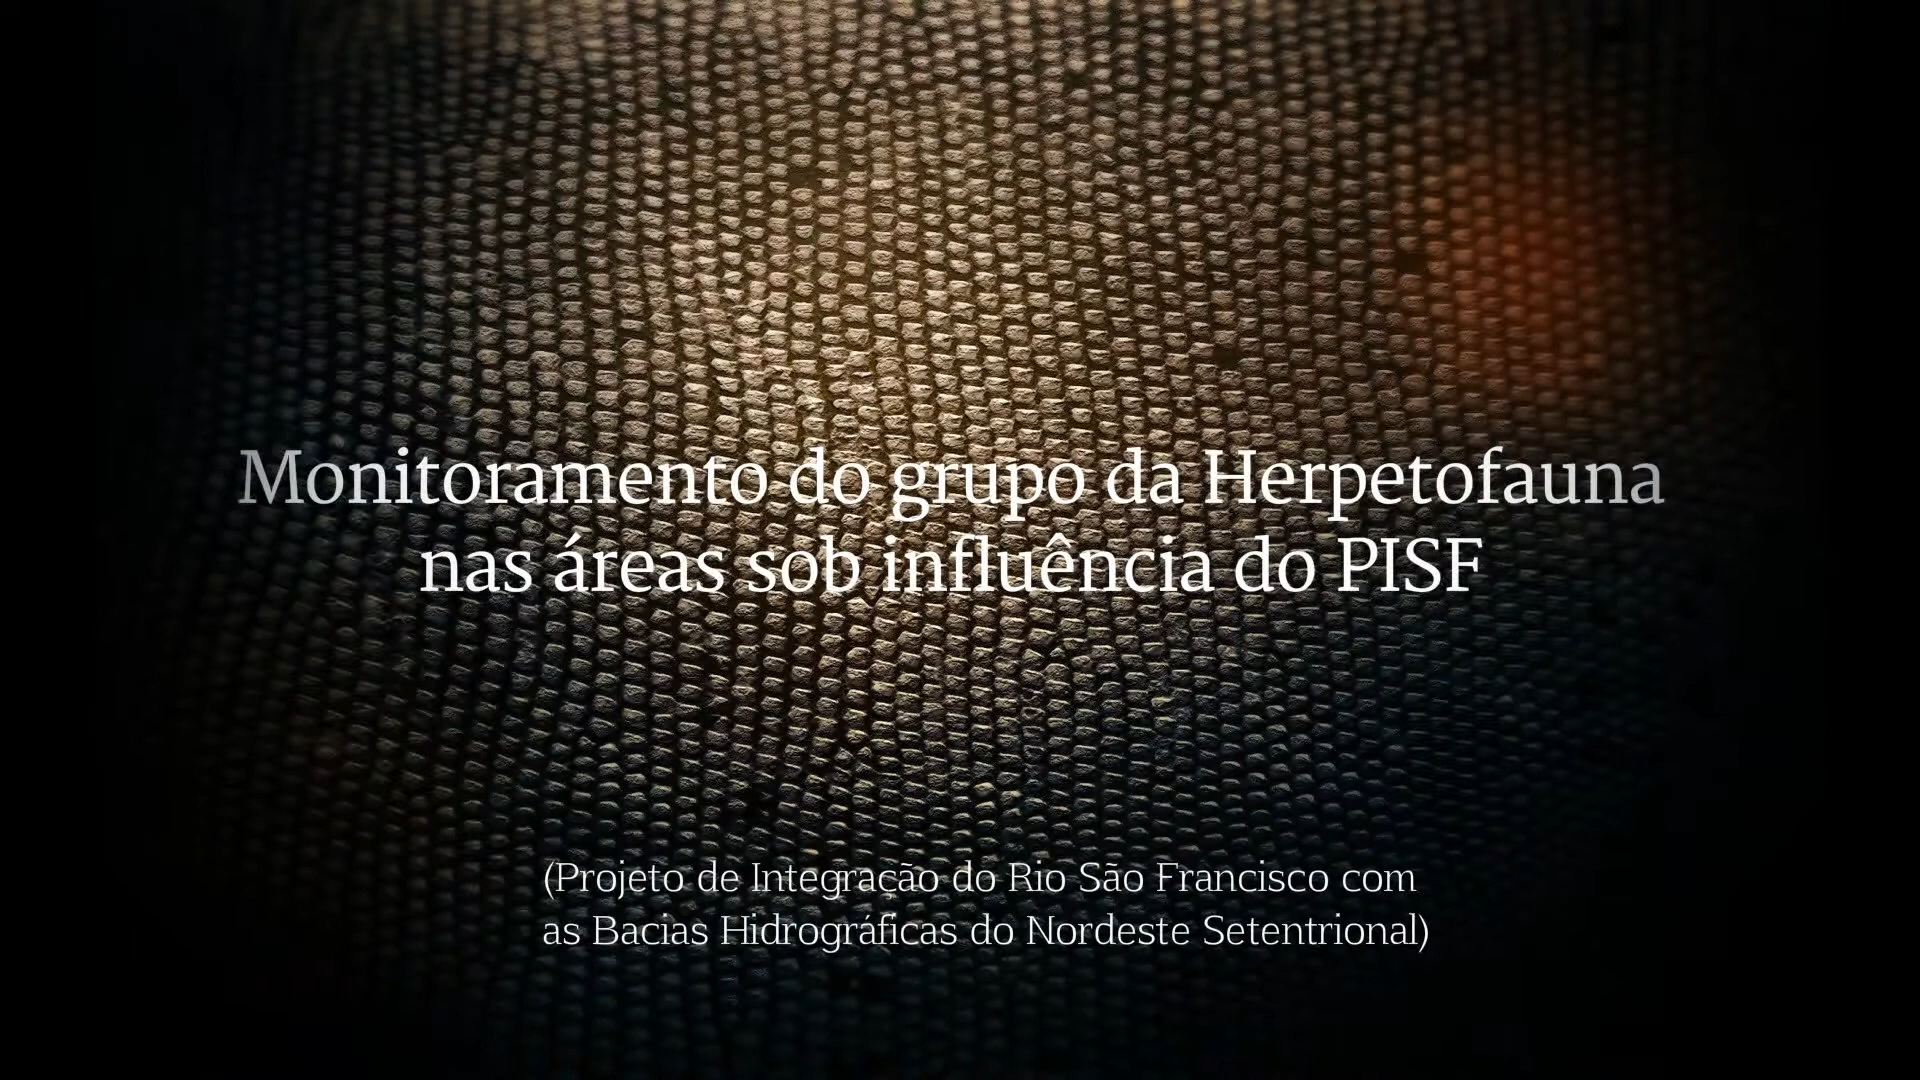 Monitoramento do grupo da Herpetofauna
nas áreas sob influência do PISF
(Projeto de Integração do Rio São Francisco com
as Bacias Hidrográficas do Nordeste Setentrional)